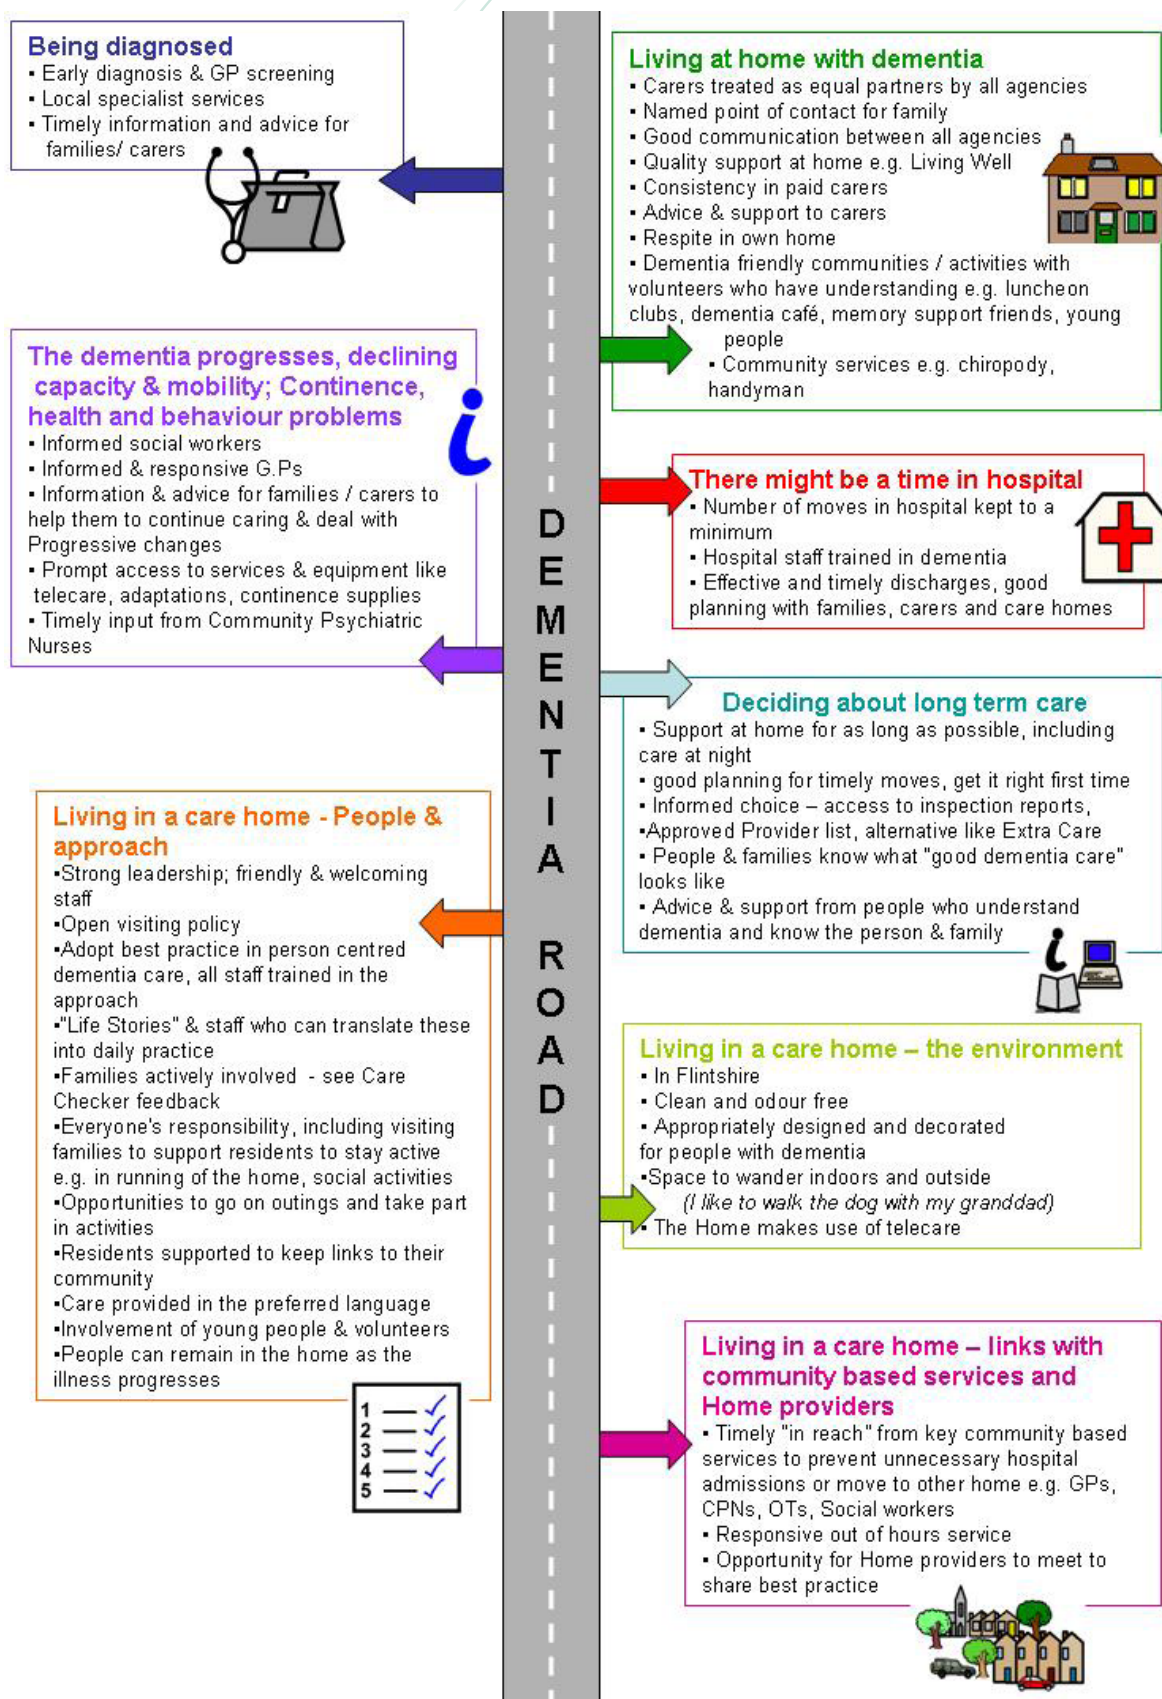 Being diagnosed
▪ Early diagnosis & GP screening
▪ Local specialist services
▪ Timely information and advice for
families/ carers
Living at home with dementia
▪ Carers treated as equal partners by all agencies
▪ Named point of contact for family
▪ Good communication between all agencies
▪ Quality support at home e.g. Living Well
▪ Consistency in paid carers
▪ Advice & support to carers
▪ Respite in own home
▪ Dementia friendly communities / activities with
volunteers who have understanding e.g. luncheon
clubs, dementia café, memory support friends, young
people
▪ Community services e.g. chiropody,
handyman
The dementia progresses, declining
capacity & mobility; Continence,
health and behaviour problems
▪ Informed social workers
▪ Informed & responsive G.Ps
▪ Information & advice for families / carers to
help them to continue caring & deal with
Progressive changes
▪ Prompt access to services & equipment like
telecare, adaptations, continence supplies
▪ Timely input from Community Psychiatric
Nurses
There might be a time in hospital
▪ Number of moves in hospital kept to a
minimum
▪ Hospital staff trained in dementia
▪ Effective and timely discharges, good
planning with families, carers and care homes
DEMENTIA ROAD
Deciding about long term care
▪ Support at home for as long as possible, including
care at night
▪ good planning for timely moves, get it right first time
▪ Informed choice – access to inspection reports,
▪Approved Provider list, alternative like Extra Care
▪ People & families know what "good dementia care"
looks like
▪ Advice & support from people who understand
dementia and know the person & family
Living in a care home - People &
approach
▪Strong leadership; friendly & welcoming
staff
▪Open visiting policy
▪Adopt best practice in person centred
dementia care, all staff trained in the
approach
▪"Life Stories" & staff who can translate these
into daily practice
▪Families actively involved - see Care
Checker feedback
▪Everyone's responsibility, including visiting
families to support residents to stay active
e.g. in running of the home, social activities
▪Opportunities to go on outings and take part
in activities
▪Residents supported to keep links to their
community
▪Care provided in the preferred language
▪Involvement of young people & volunteers
▪People can remain in the home as the
illness progresses
1
2
3
4
5
Living in a care home – the environment
▪ In Flintshire
▪ Clean and odour free
▪ Appropriately designed and decorated
for people with dementia
▪Space to wander indoors and outside
(I like to walk the dog with my granddad)
▪ The Home makes use of telecare
Living in a care home – links with
community based services and
Home providers
▪ Timely "in reach" from key community based
services to prevent unnecessary hospital
admissions or move to other home e.g. GPs,
CPNs, OTs, Social workers
▪ Responsive out of hours service
▪ Opportunity for Home providers to meet to
share best practice